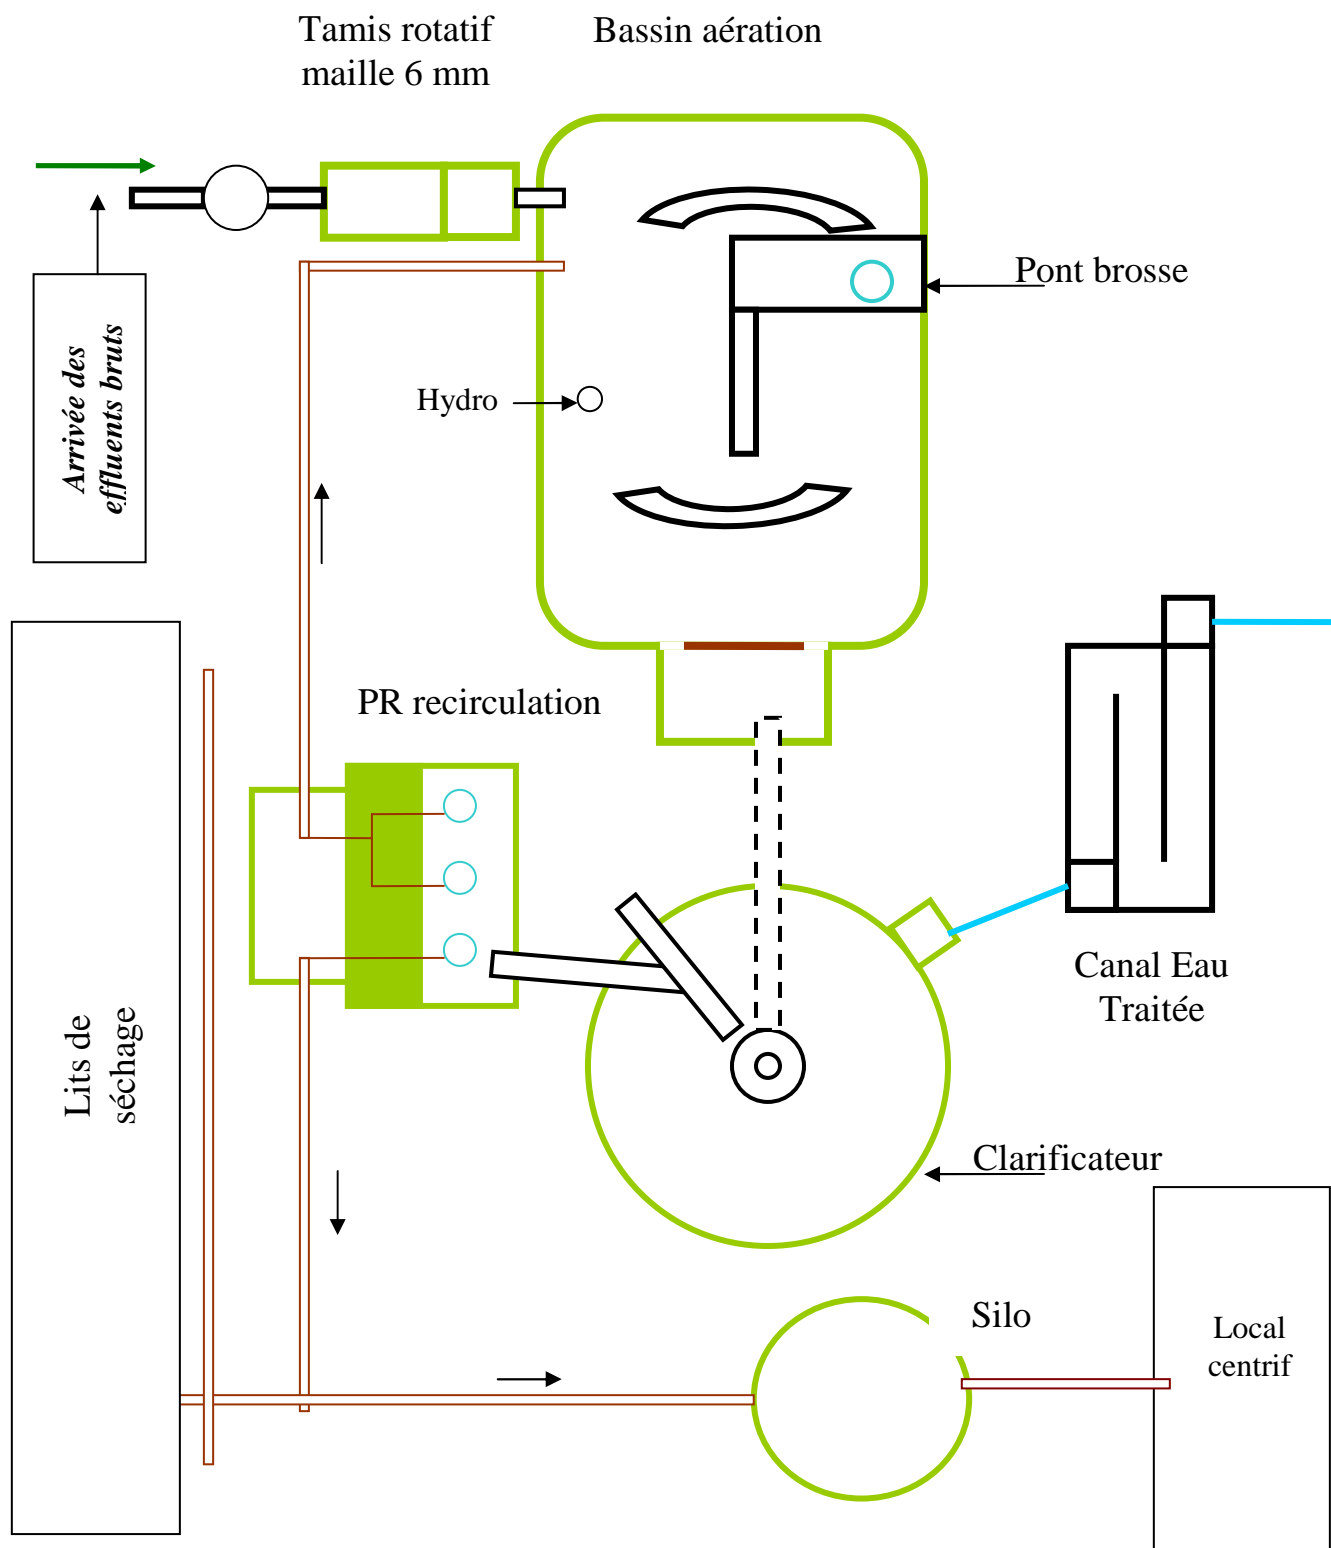 Tamis rotatif
maille 6 mm
Bassin aération
Pont brosse
Arrivée des
effluents bruts
Hydro
PR recirculation
Canal Eau
Traitée
Lits de
séchage
Clarificateur
Silo
Local
centrif